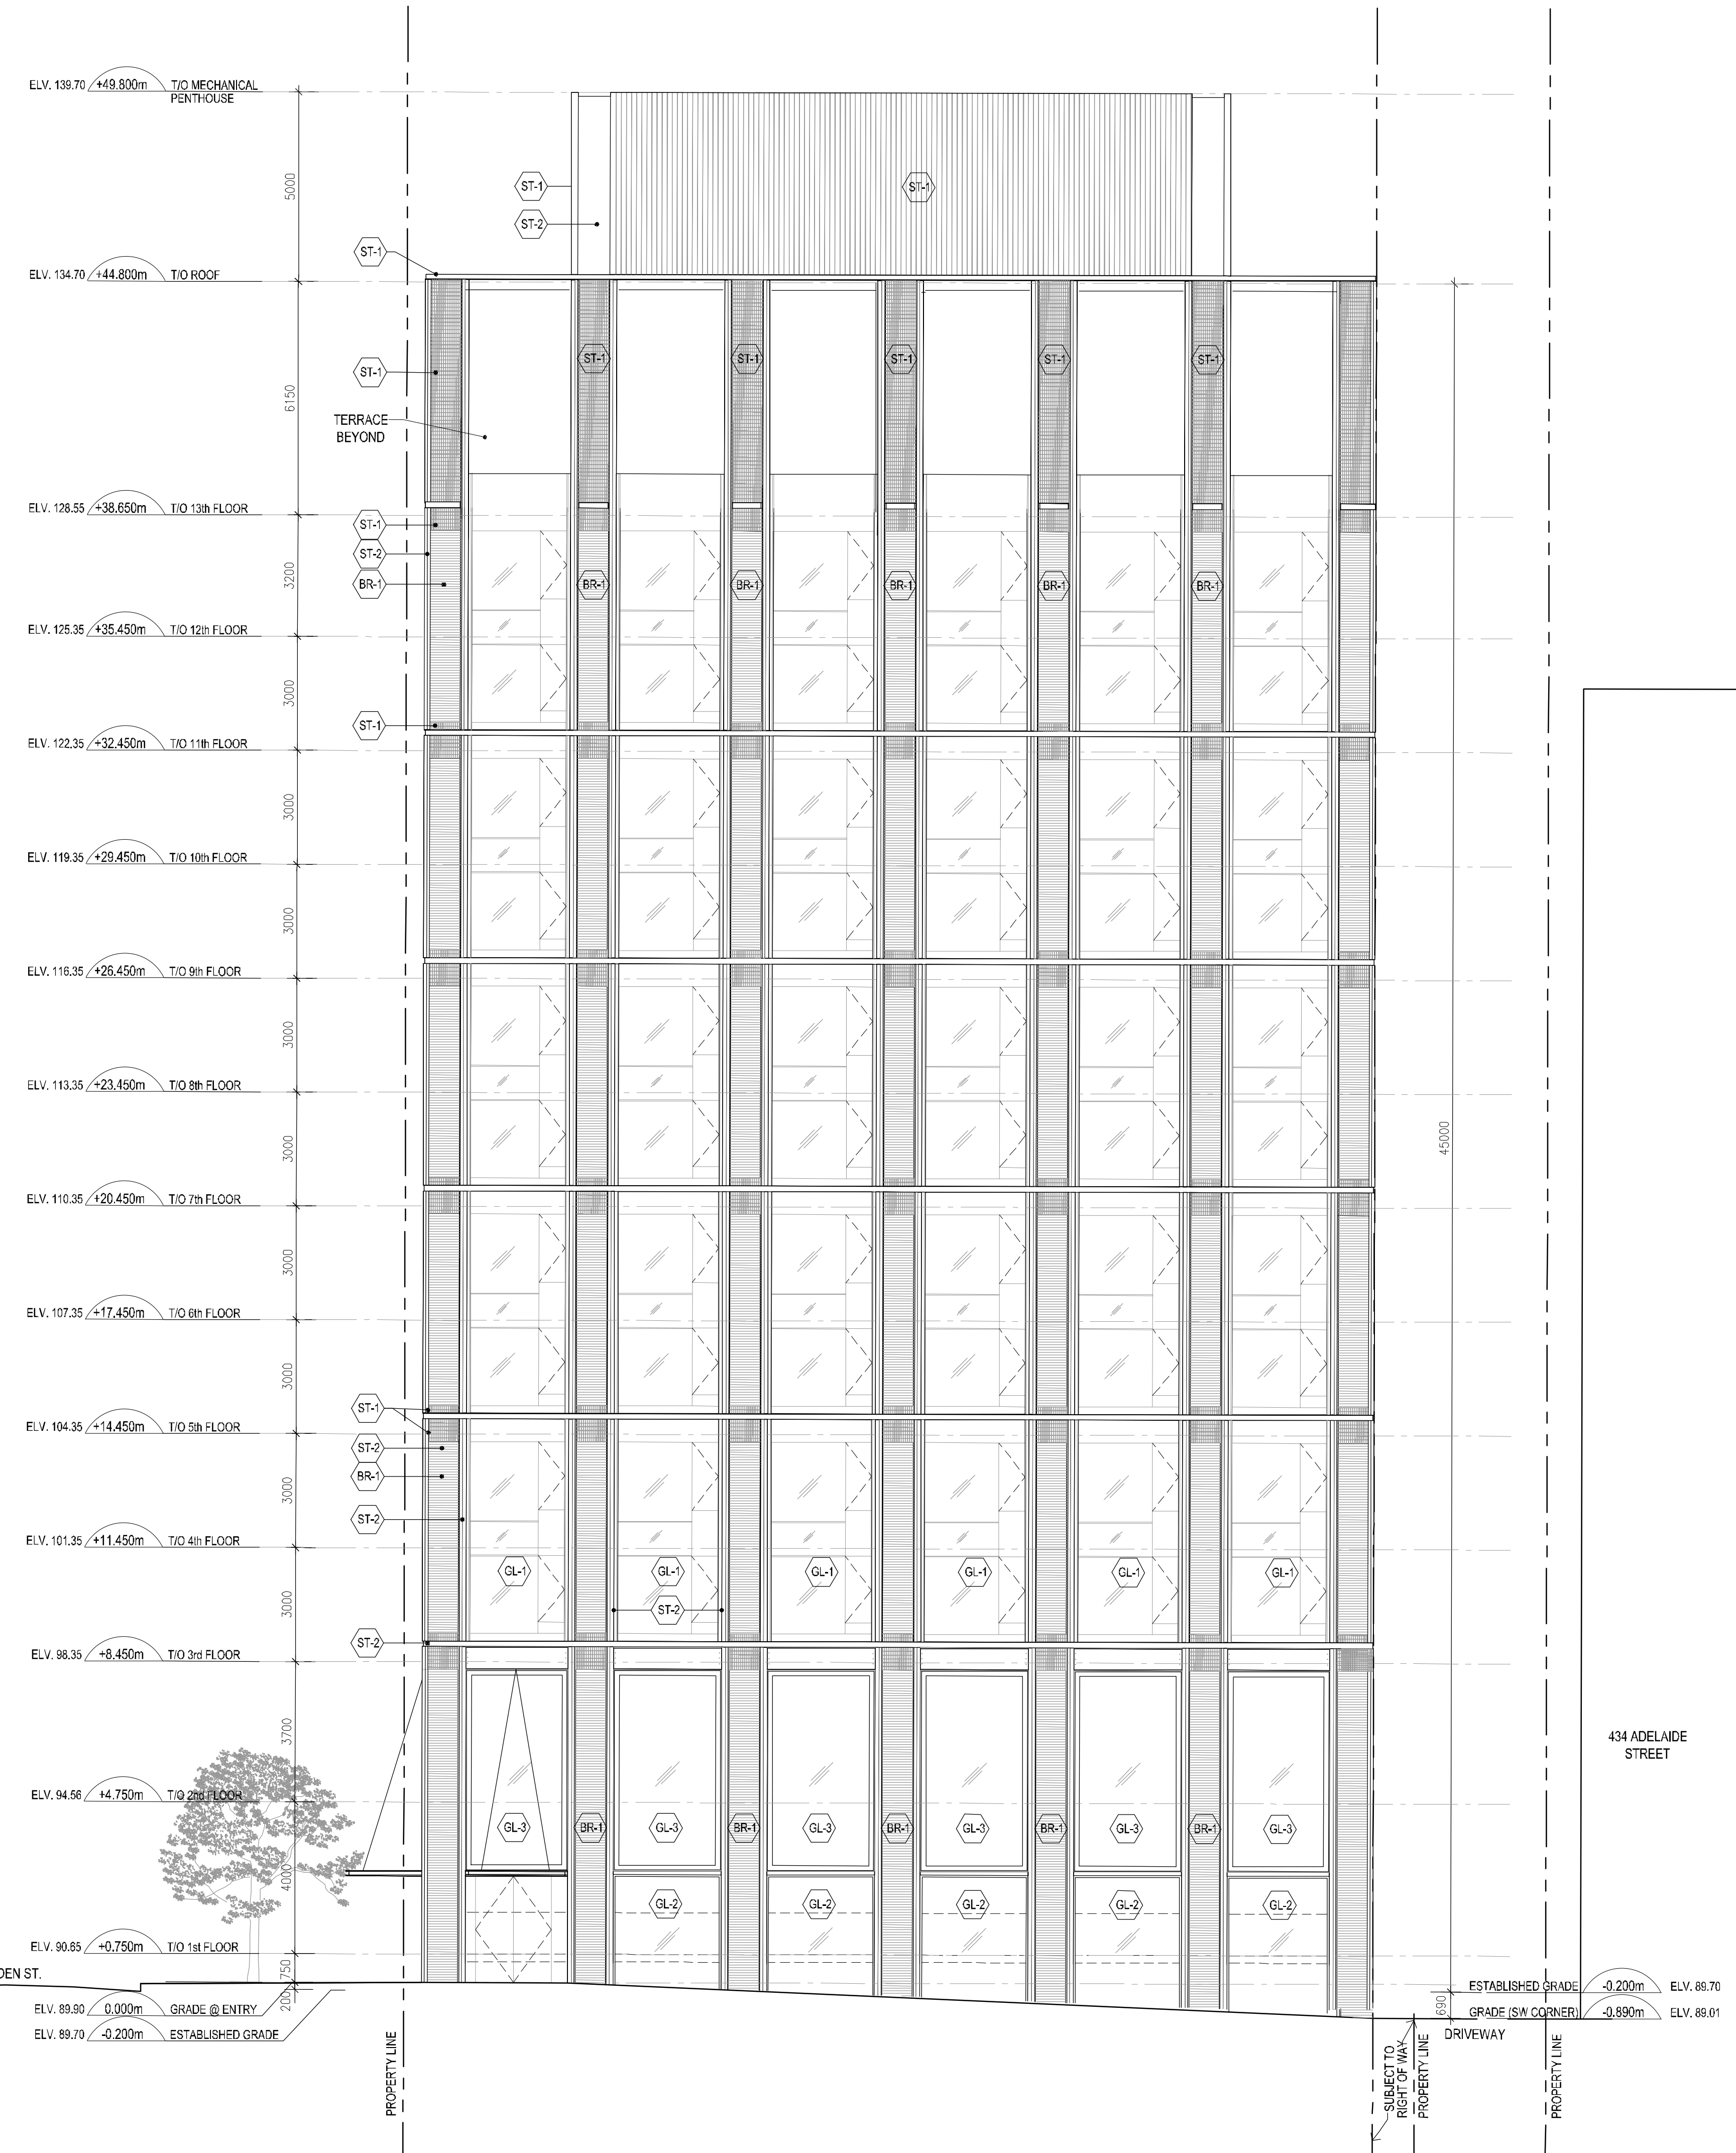 ELV. 139.70 +49.800m T/O MECHANICAL
PENTHOUSE
5000
ST-1
ST-1
ST-2
ST-1
ELV. 134.70 +44.800m T/O ROOF
ST-1 ST-1 ST-1 ST-1 ST-1
ST-1
6150
TERRACE
BEYOND
ELV. 128.55 +38.650m T/O 13th FLOOR
ST-1
ST-2
3200
BR-1 BR-1 BR-1 BR-1 BR-1 BR-1
ELV. 125.35 +35.450m T/O 12th FLOOR
3000
ST-1
ELV. 122.35 +32.450m T/O 11th FLOOR
3000
ELV. 119.35 +29.450m T/O 10th FLOOR
3000
ELV. 116.35 +26.450m T/O 9th FLOOR
3000
ELV. 113.35 +23.450m T/O 8th FLOOR
3000
45000
ELV. 110.35 +20.450m T/O 7th FLOOR
3000
ELV. 107.35 +17.450m T/O 6th FLOOR
3000
ST-1
ELV. 104.35 +14.450m T/O 5th FLOOR
ST-2
BR-1
3000
ST-2
ELV. 101.35 +11.450m T/O 4th FLOOR
GL-1 GL-1 GL-1 GL-1 GL-1 GL-1
3000
ST-2
ST-2
ELV. 98.35 +8.450m T/O 3rd FLOOR
3700
434 ADELAIDE
STREET
ELV. 94.56 +4.750m T/O 2nd FLOOR
GL-3 BR-1 GL-3 BR-1 GL-3 BR-1 GL-3 BR-1 GL-3 BR-1 GL-3
4000
GL-2 GL-2 GL-2 GL-2 GL-2
ELV. 90.65 +0.750m T/O 1st FLOOR
750
DEN ST.
200
ELV. 89.90 0.000m GRADE @ ENTRY
ELV. 89.70 -0.200m ESTABLISHED GRADE
ESTABLISHED GRADE -0.200m ELV. 89.70
690
GRADE (SW CORNER) -0.890m ELV. 89.01
DRIVEWAY
PROPERTY LINE
SUBJECT TO
RIGHT OF WAY
PROPERTY LINE
PROPERTY LINE